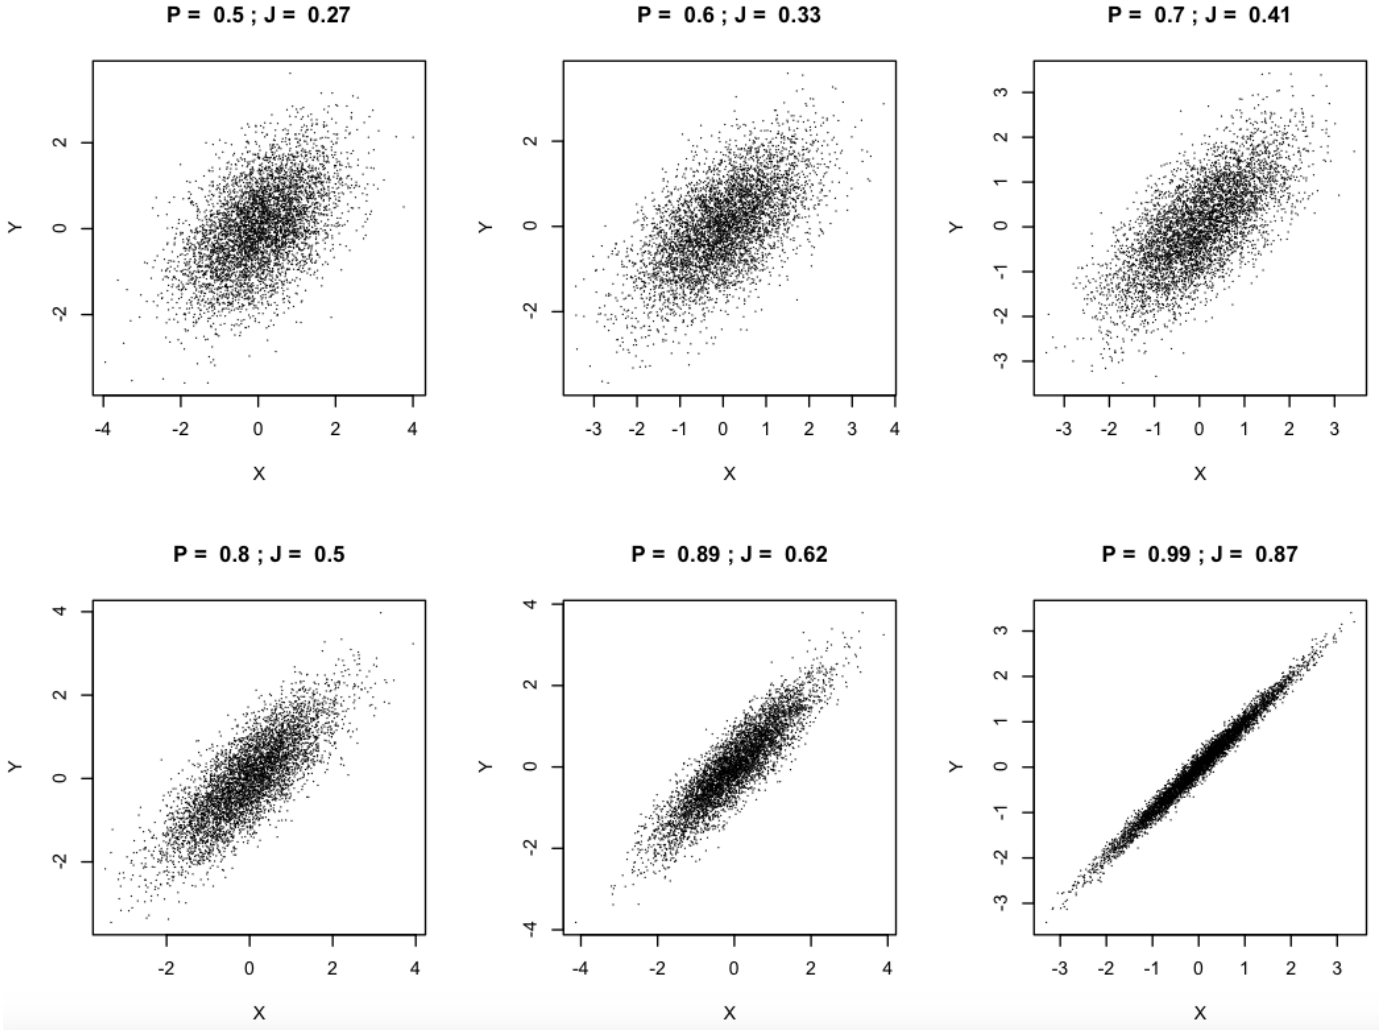 P = 0.5 ; J = 0.27
P = 0.6 ; J = 0.33
P = 0.7 ; J = 0.41
Y
2
0
-2
-4 -2 0 2 4
X
Y
2
0
-2
-3 -2 -1 0 1 2 3 4
X
Y
3
2
1
0
-1
-2
-3
-3 -2 -1 0 1 2 3
X
P = 0.8 ; J = 0.5
P = 0.89 ; J = 0.62
P = 0.99 ; J = 0.87
Y
4
2
0
-2
-2 0 2 4
X
Y
4
2
0
-2
-4
-4 -2 0 2 4
X
Y
3
2
1
0
-1
-2
-3
-3 -2 -1 0 1 2 3
X